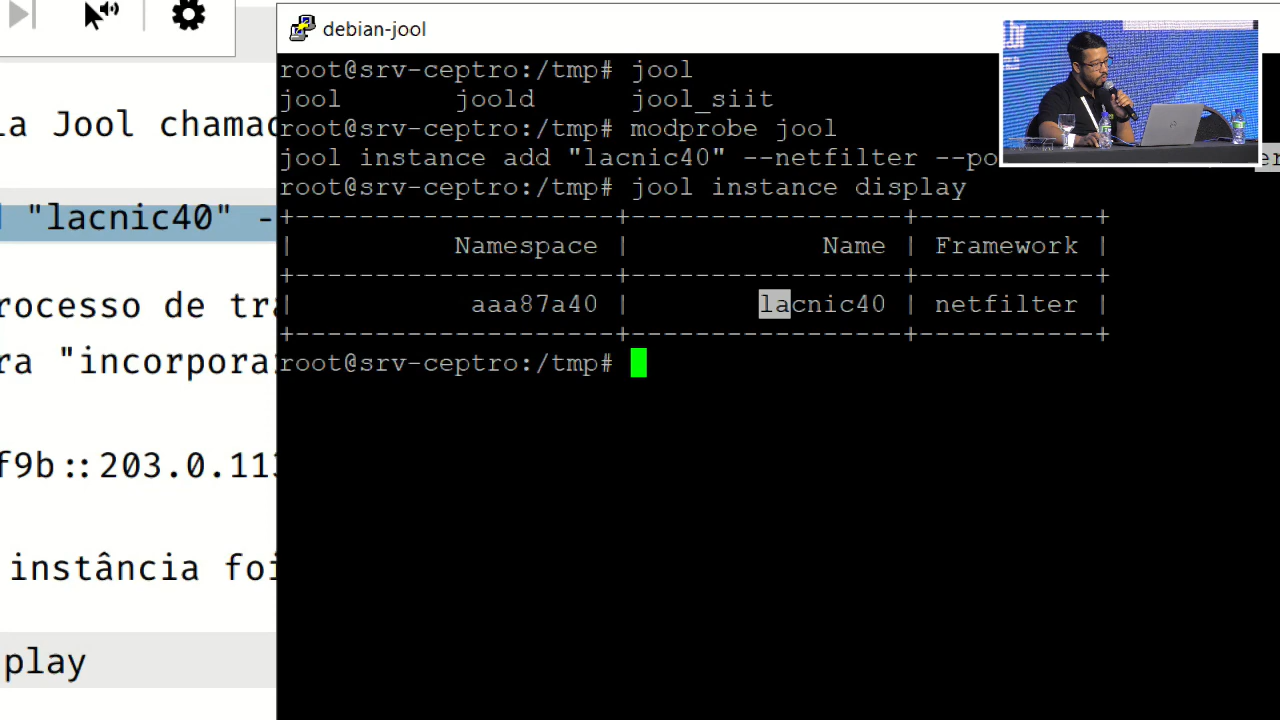 debian-jool
root@srv-ceptro:/tmp# jool
jool joold jool_siit
root@srv-ceptro:/tmp# modprobe jool
jool instance add "lacnic40" --netfilter --po
root@srv-ceptro:/tmp# jool instance display
+--------------------+-----------------+-----------+
| Namespace | Name | Framework |
+--------------------+-----------------+-----------+
| aaa87a40 | lacnic40 | netfilter |
+--------------------+-----------------+-----------+
root@srv-ceptro:/tmp#
la Jool chamad
"lacnic40" -
rocesso de tra
ra "incorpora
f9b::203.0.113
instância foi
play